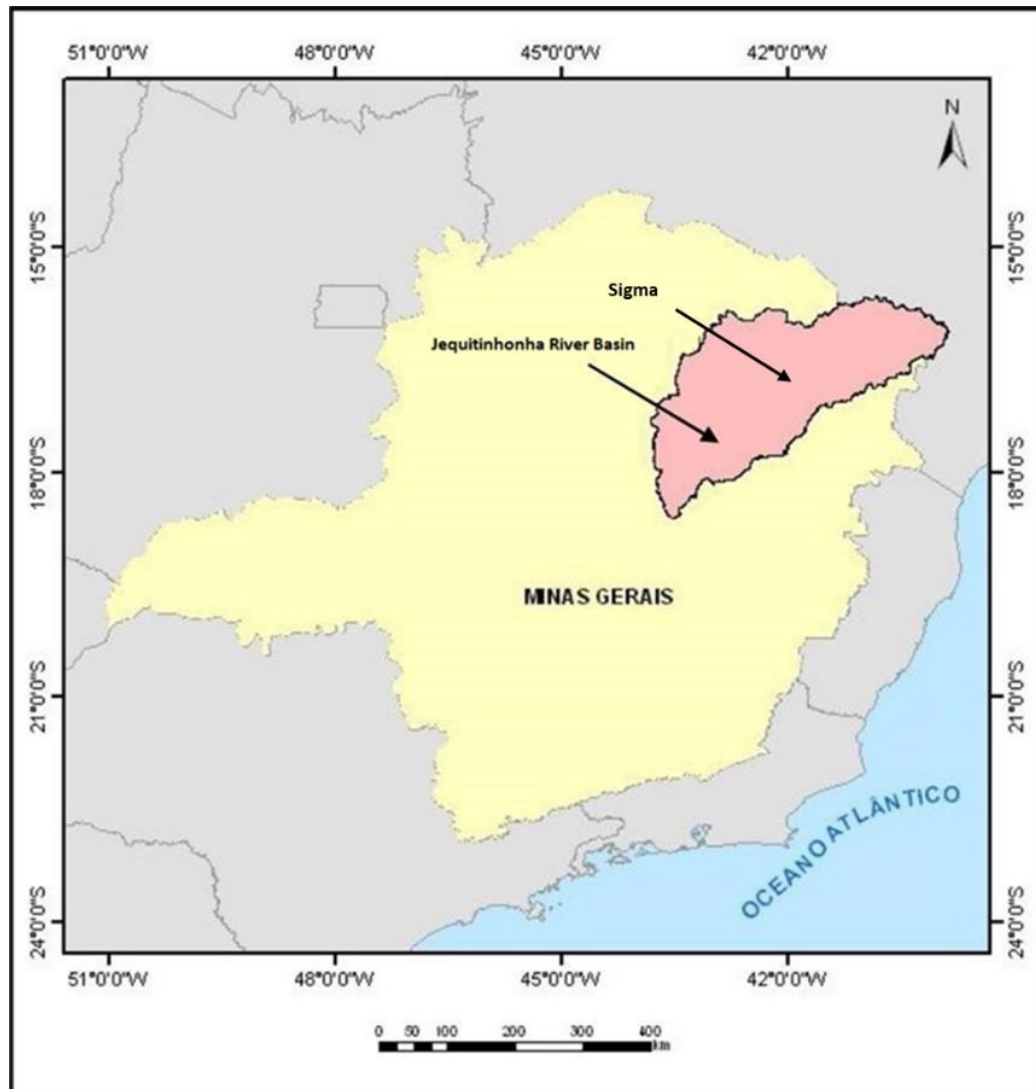 51°0'0"W 48°0'0"W 45°0'0"W 42°0'0"W
N
15°0'0"S 15°0'0"S
Sigma
Jequitinhonha River Basin
18°0'0"S 18°0'0"S
MINAS GERAIS
21°0'0"S 21°0'0"S
OCEANO ATLÂNTICO
24°0'0"S 24°0'0"S
51°0'0"W 48°0'0"W 45°0'0"W 42°0'0"W
0 50 100 200 300 400
km